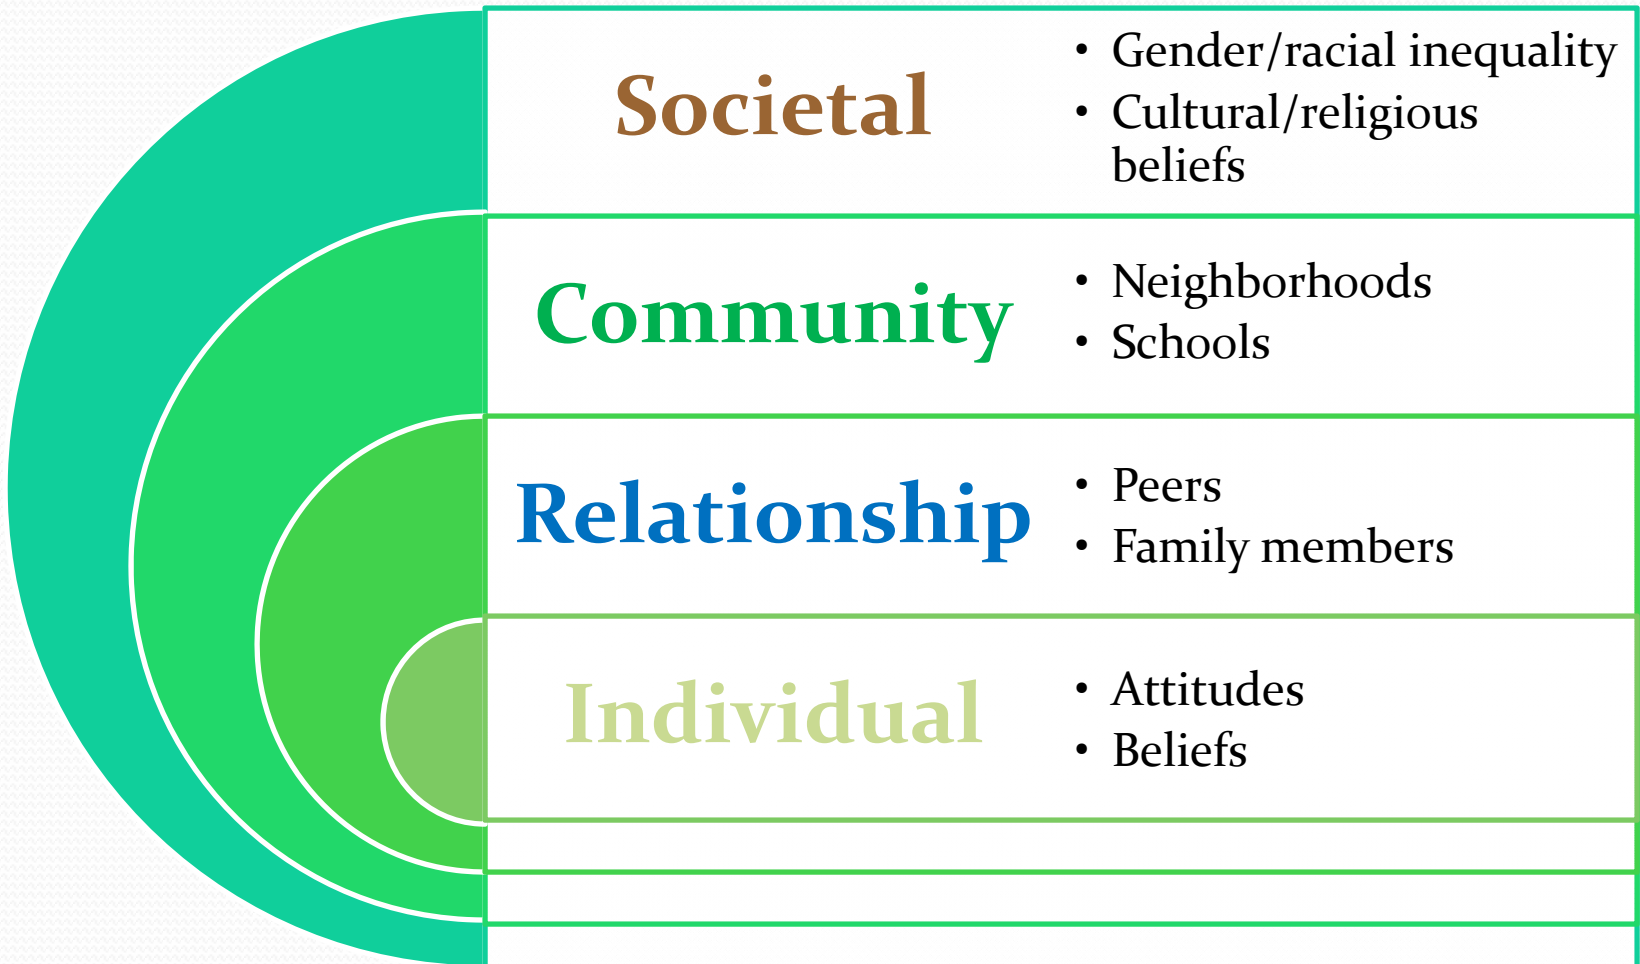 Societal
• Gender/racial inequality
• Cultural/religious
beliefs
Community
• Neighborhoods
• Schools
Relationship
• Peers
• Family members
Individual
• Attitudes
• Beliefs